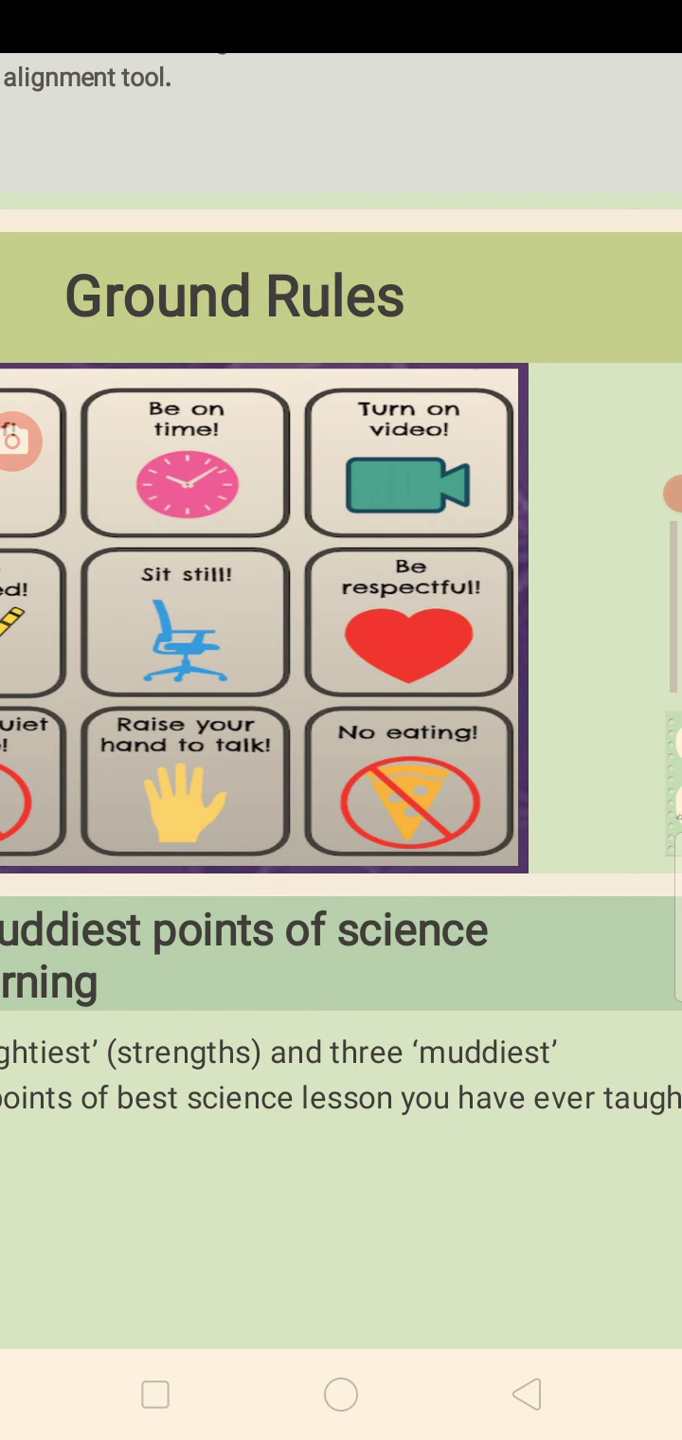 alignment tool.
Ground Rules
Be on
time!
Turn on
video!
ed!
Sit still!
Be
respectful!
uiet
!
Raise your
hand to talk!
No eating!
uddiest points of science
rning
ghtiest’ (strengths) and three ‘muddiest’
points of best science lesson you have ever taugh